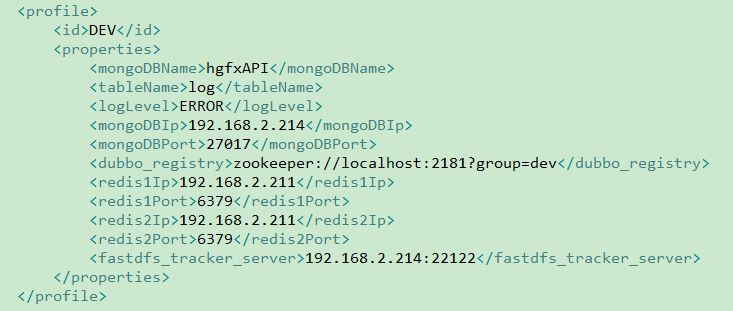 <profile>
<id>DEV</id>
<properties>
<mongoDBName>hgfxAPI</mongoDBName>
<tableName>log</tableName>
<logLevel>ERROR</logLevel>
<mongoDBIp>192.168.2.214</mongoDBIp>
<mongoDBPort>27017</mongoDBPort>
<dubbo_registry>zookeeper://localhost:2181?group=dev</dubbo_registry>
<redis1Ip>192.168.2.211</redis1Ip>
<redis1Port>6379</redis1Port>
<redis2Ip>192.168.2.211</redis2Ip>
<redis2Port>6379</redis2Port>
<fastdfs_tracker_server>192.168.2.214:22122</fastdfs_tracker_server>
</properties>
</profile>